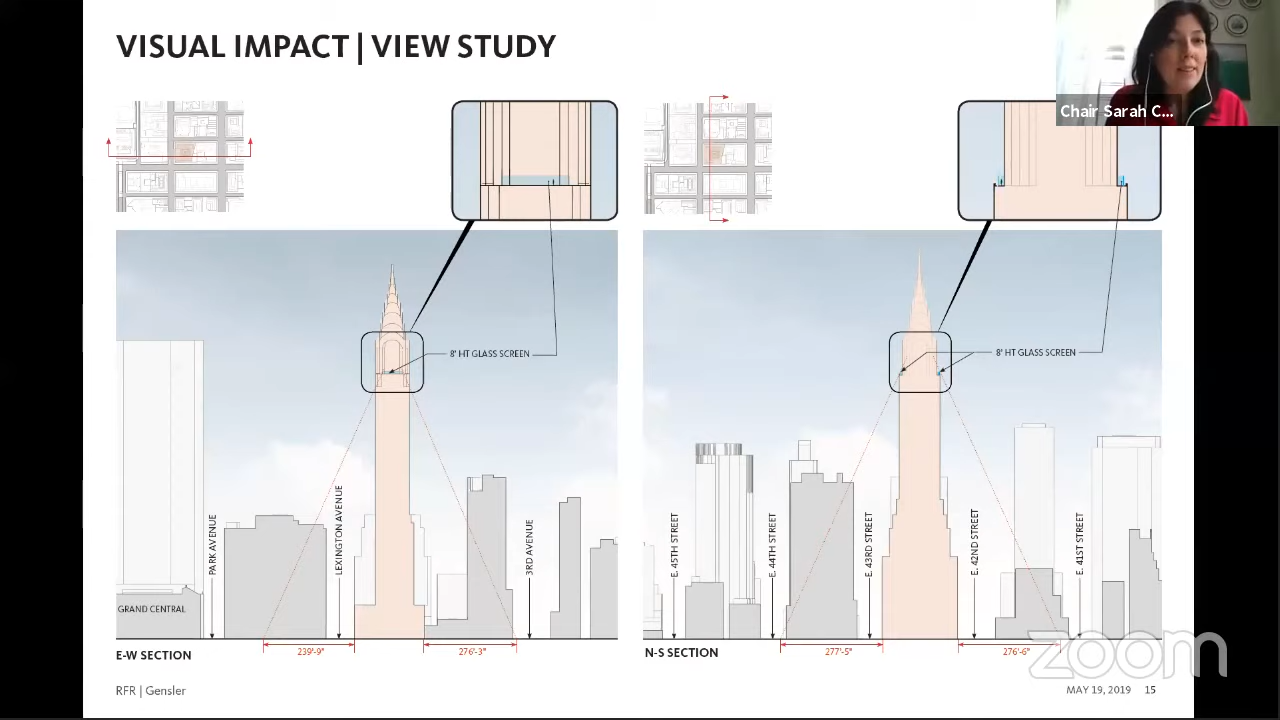 VISUAL IMPACT | VIEW STUDY
Chair Sarah C...
8' HT GLASS SCREEN
PARK AVENUE
LEXINGTON AVENUE
3RD AVENUE
GRAND CENTRAL
239'-9"
276'-3"
E-W SECTION
8' HT GLASS SCREEN
E. 45TH STREET
E. 44TH STREET
E. 43RD STREET
E. 42ND STREET
E. 41ST STREET
277'-5"
276'-6"
N-S SECTION
zoom
RFR | Gensler
MAY 19, 2019 15